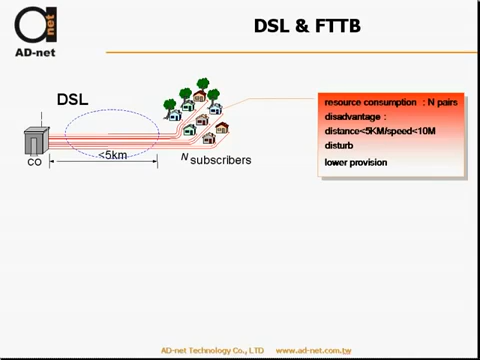 net
AD-net
DSL & FTTB
DSL
CO
<5km
N subscribers
resource consumption : N pairs
disadvantage :
distance<5KM/speed<10M
disturb
lower provision
AD-net Technology Co., LTD www.ad-net.com.tw